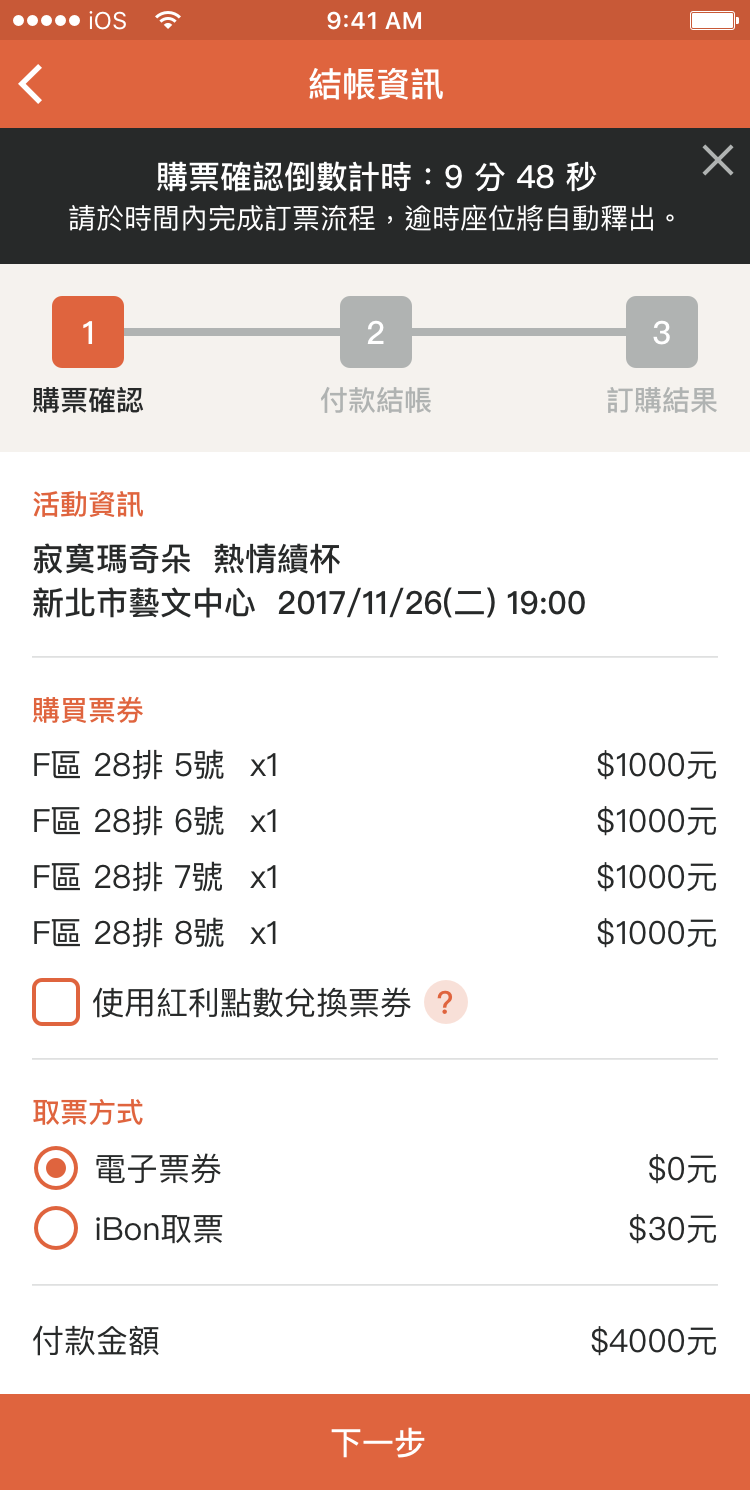 iOS 9:41 AM
結帳資訊
購票確認倒數計時：9 分 48 秒
請於時間內完成訂票流程，逾時座位將自動釋出。
1 2 3
購票確認 付款結帳 訂購結果
活動資訊
寂寞瑪奇朵 熱情續杯
新北市藝文中心 2017/11/26(二) 19:00
購買票券
F區 28排 5號 x1 $1000元
F區 28排 6號 x1 $1000元
F區 28排 7號 x1 $1000元
F區 28排 8號 x1 $1000元
使用紅利點數兌換票券 ?
取票方式
電子票券 $0元
iBon取票 $30元
付款金額 $4000元
下一步